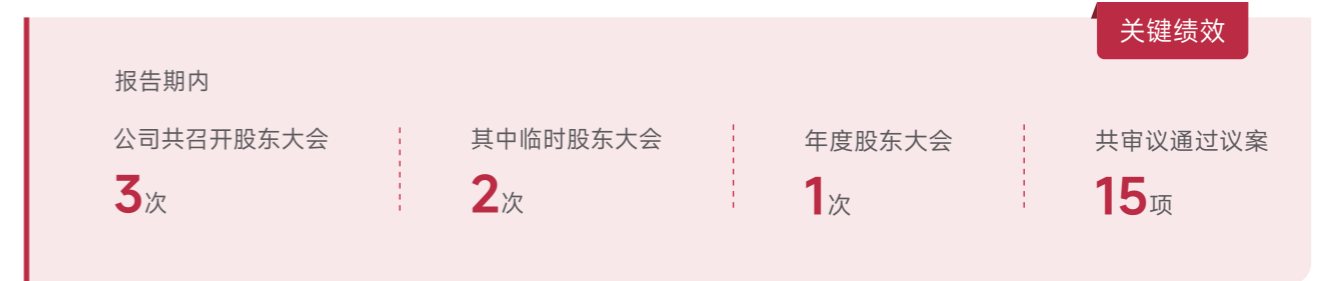 关键绩效
报告期内
公司共召开股东大会
3次
其中临时股东大会
2次
年度股东大会
1次
共审议通过议案
15项